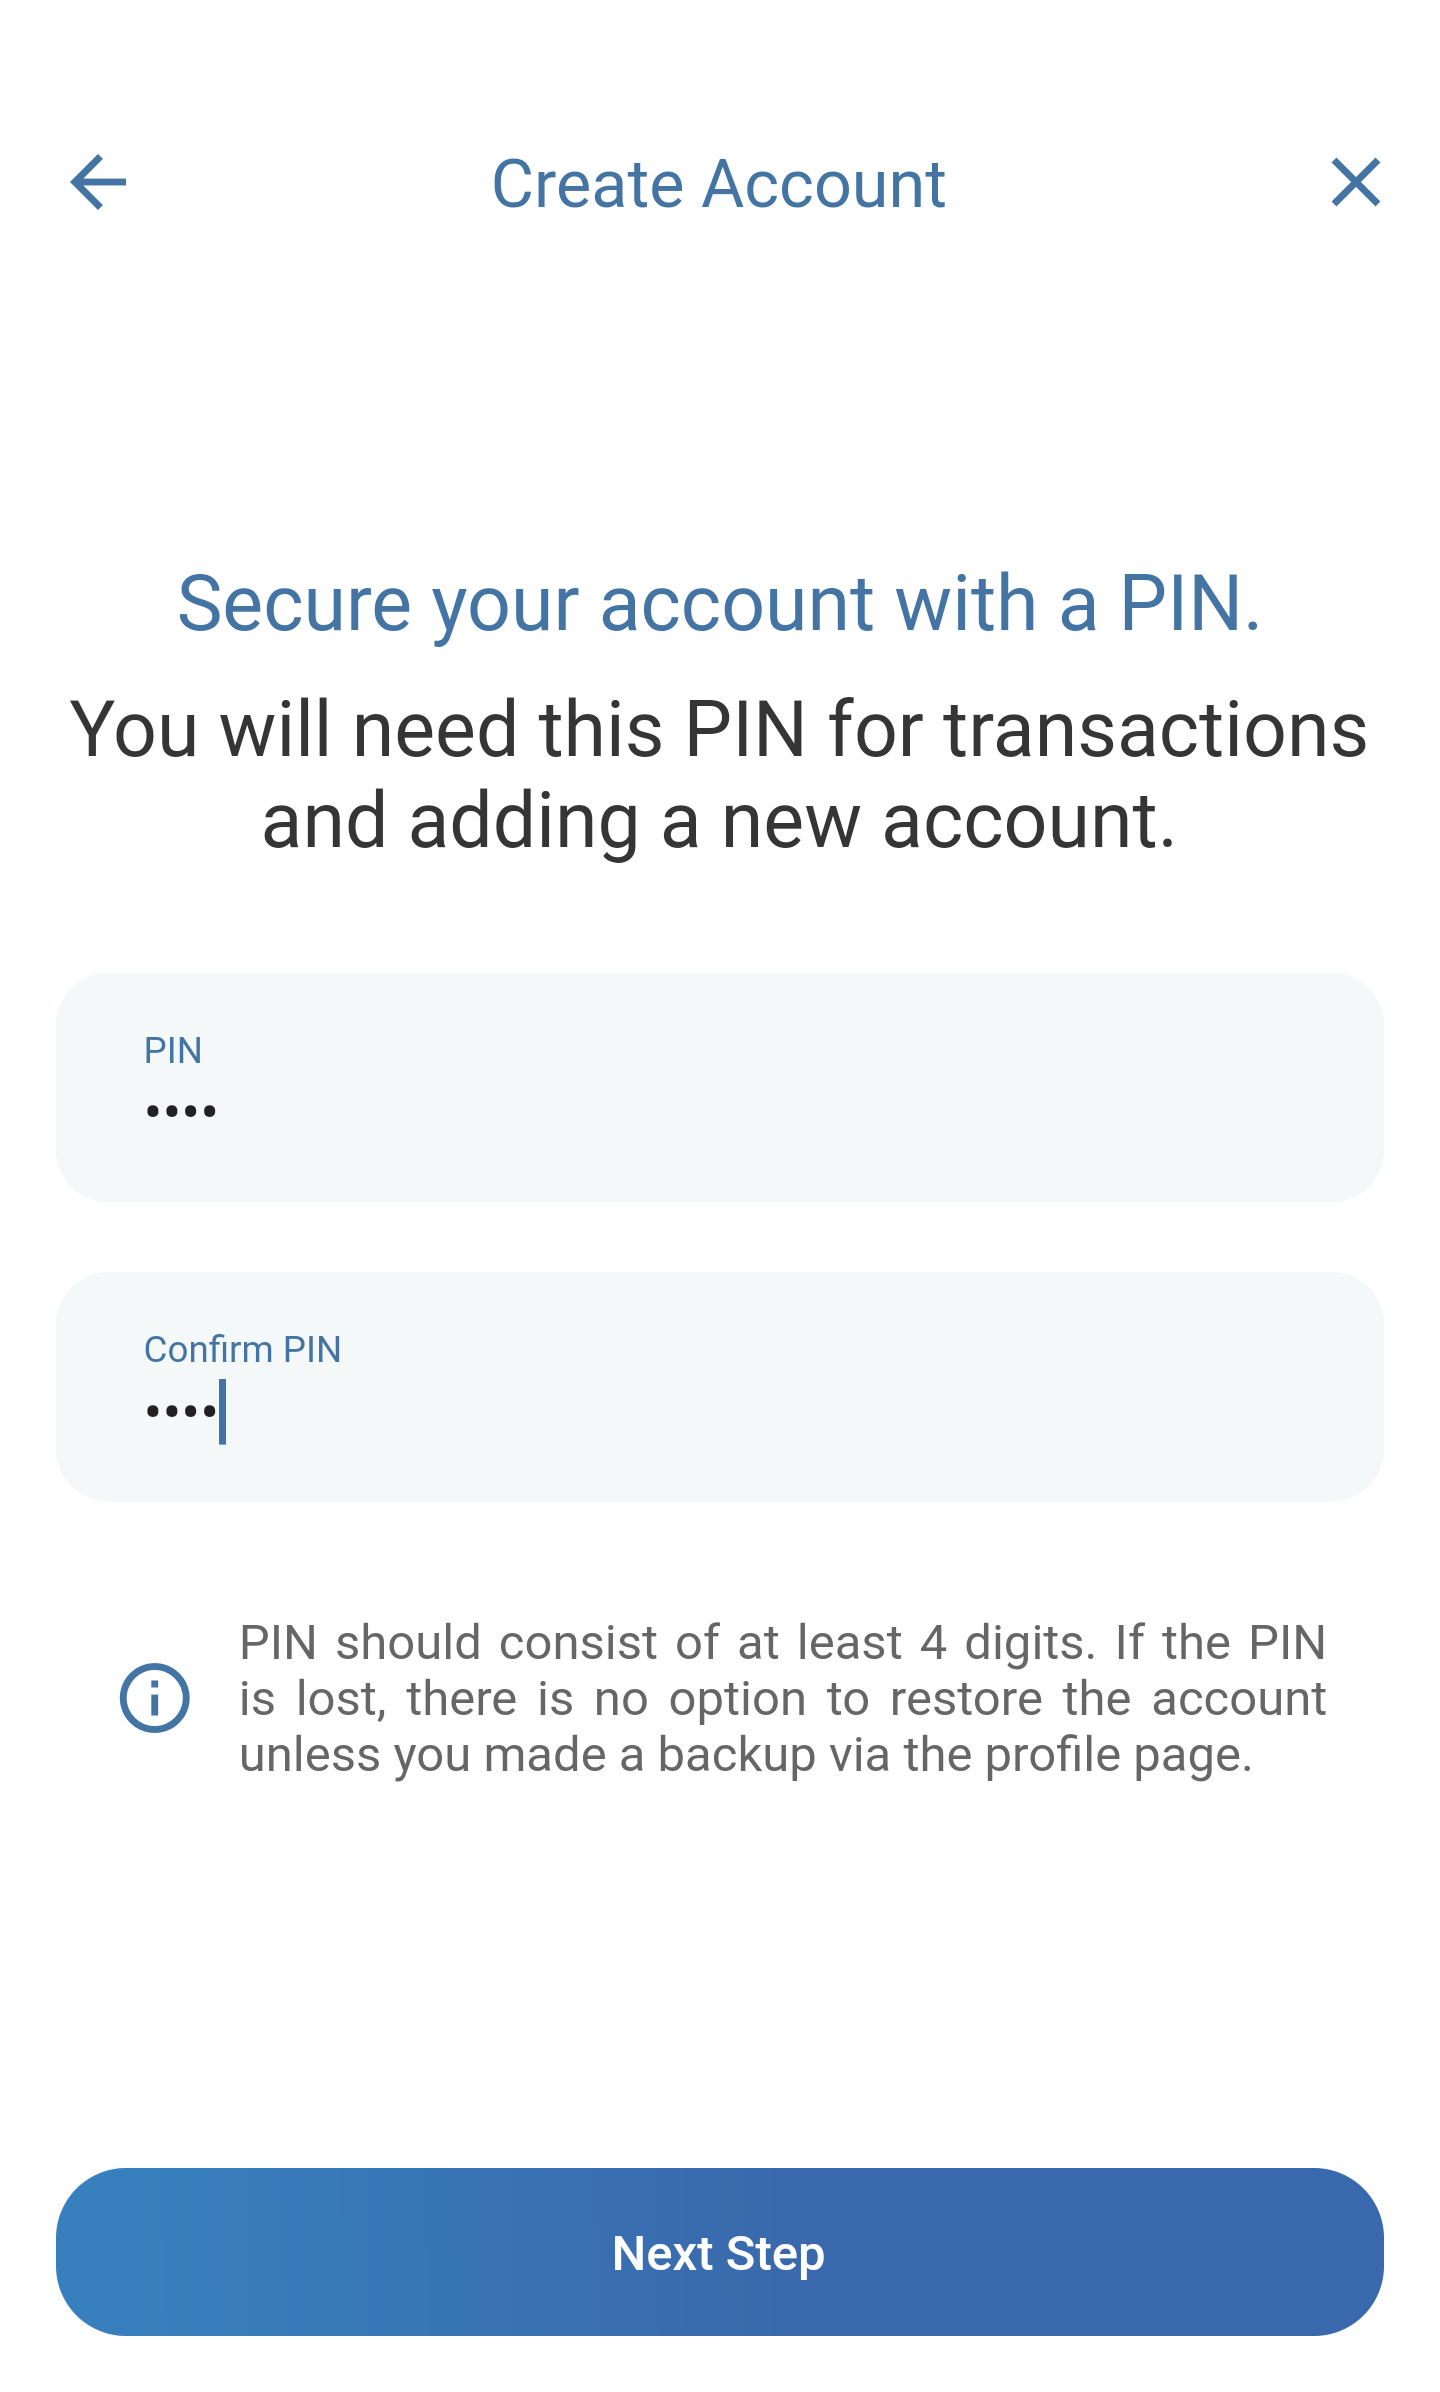 Create Account
Secure your account with a PIN.
You will need this PIN for transactions
and adding a new account.
PIN
••••
Confirm PIN
••••
PIN should consist of at least 4 digits. If the PIN
is lost, there is no option to restore the account
unless you made a backup via the profile page.
Next Step